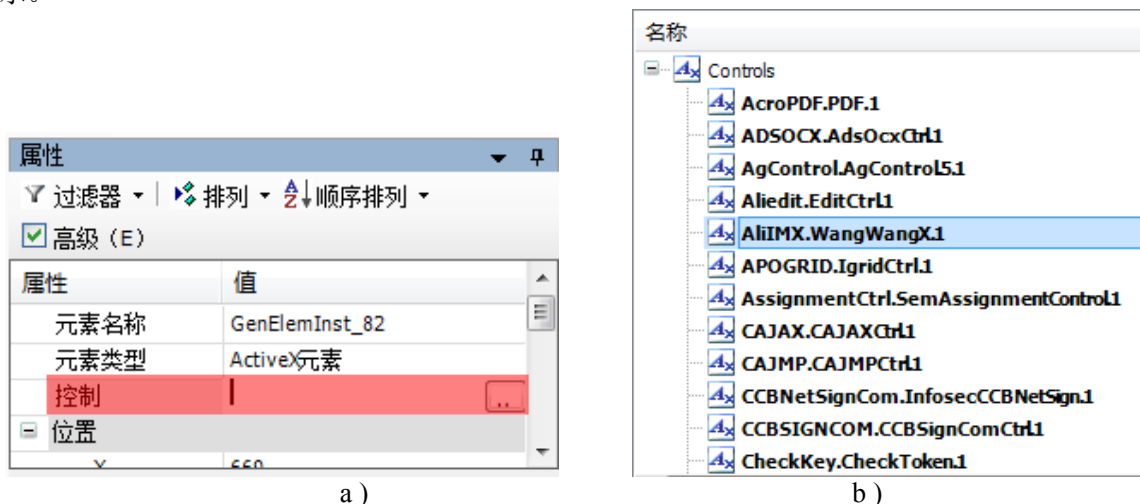 属性
过滤器 排列 顺序排列
高级（E）
属性 值
元素名称 GenElemInst_82
元素类型 ActiveX元素
控制 ..
位置
a )
名称
Controls
AcroPDF.PDF.1
ADSOCX.AdsOcxCtrl.1
AgControl.AgControl.5.1
Aliedit.EditCtrl.1
AliIMX.WangWangX.1
APOGRID.IgridCtrl.1
AssignmentCtrl.SemAssignmentControl.1
CAJAX.CAJAXCtrl.1
CAJMP.CAJMPCtrl.1
CCBNetSignCom.InfosecCCBNetSign.1
CCBSIGNCOM.CCBSignComCtrl.1
CheckKey.CheckToken.1
b )